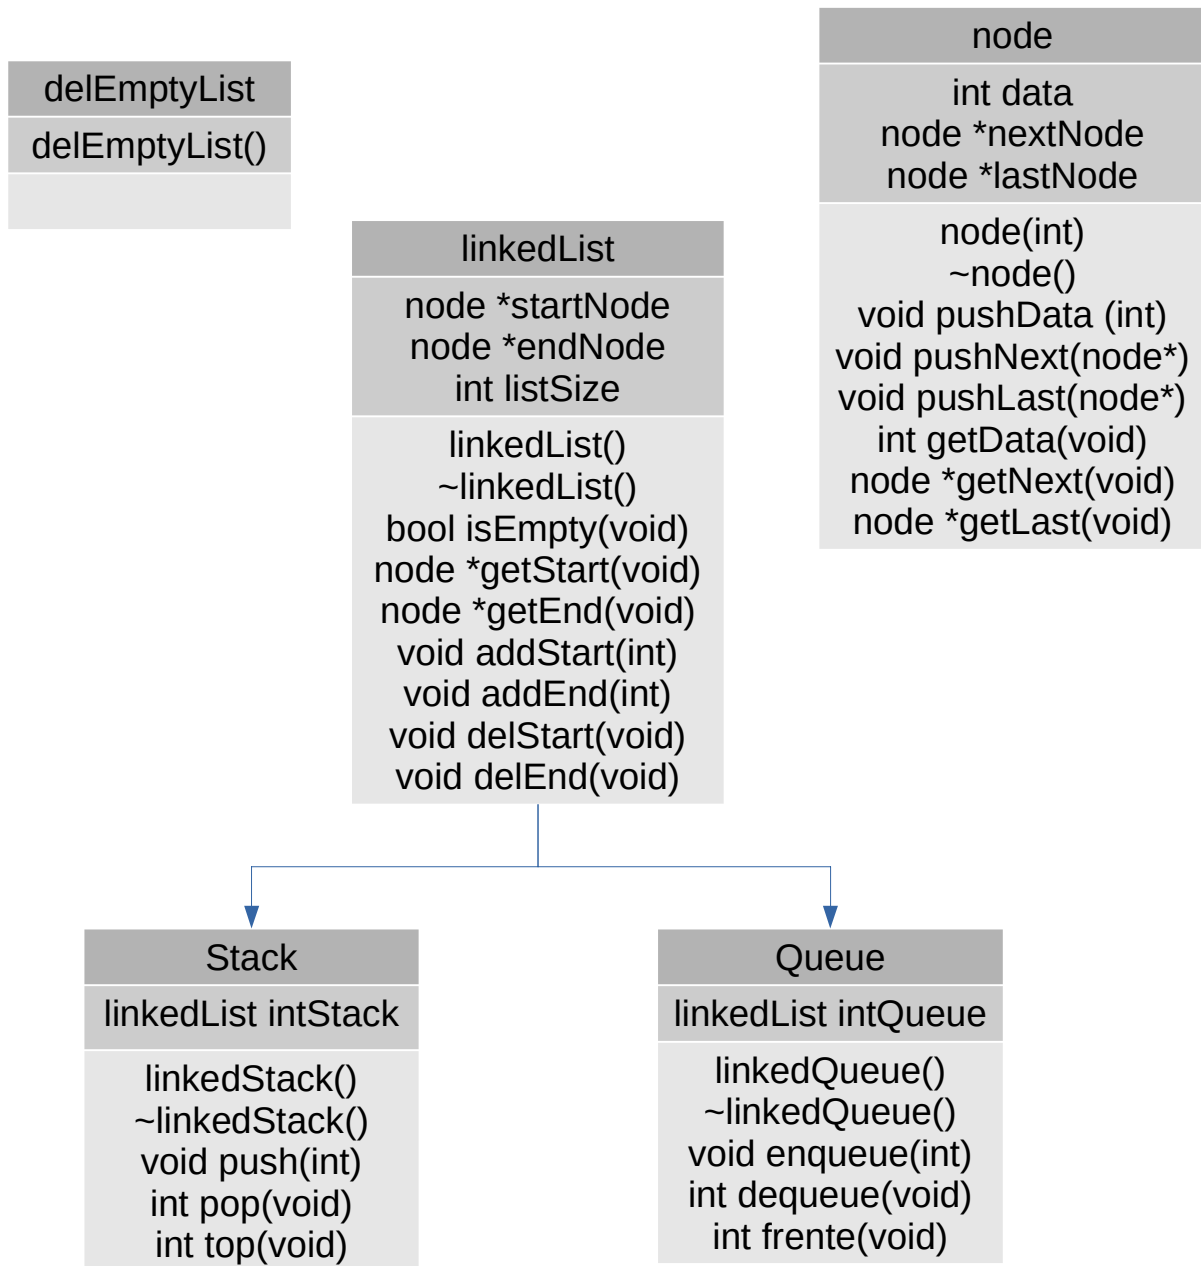 delEmptyList
delEmptyList()
node
int data
node *nextNode
node *lastNode
node(int)
~node()
void pushData (int)
void pushNext(node*)
void pushLast(node*)
int getData(void)
node *getNext(void)
node *getLast(void)
linkedList
node *startNode
node *endNode
int listSize
linkedList()
~linkedList()
bool isEmpty(void)
node *getStart(void)
node *getEnd(void)
void addStart(int)
void addEnd(int)
void delStart(void)
void delEnd(void)
Stack
linkedList intStack
linkedStack()
~linkedStack()
void push(int)
int pop(void)
int top(void)
Queue
linkedList intQueue
linkedQueue()
~linkedQueue()
void enqueue(int)
int dequeue(void)
int frente(void)